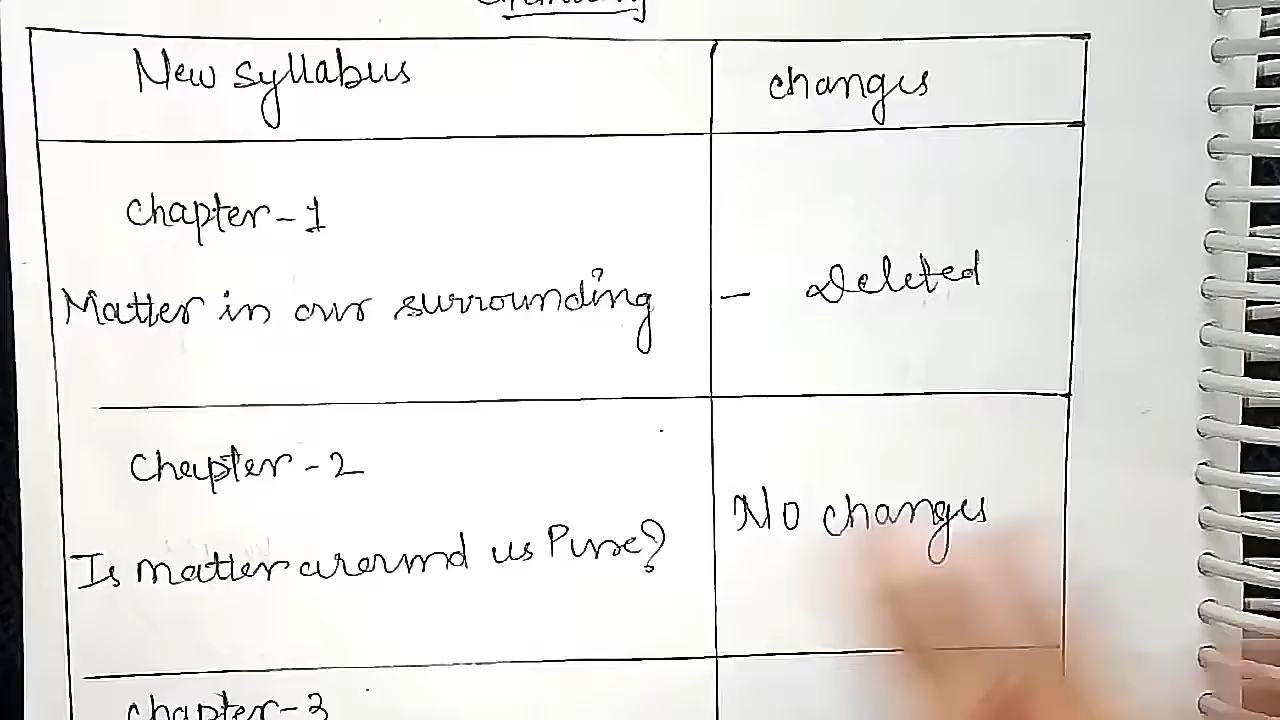 New syllabus
changes
Chapter-1
Matter in our surrounding
- Deleted
Chapter-2
Is matter around us Pure?
No changes
chapter-3